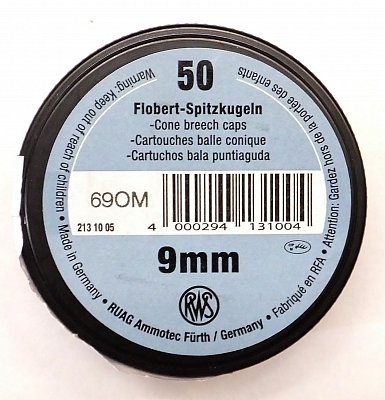 50
Flobert-Spitzkugeln
-Cone breech caps
-Cartouches balle conique
-Cartuchos bala puntiaguda
69OM
213 10 05
4 000294 131004
9mm
RWS
Warning: Keep out of reach of children • Made in Germany • RUAG Ammotec Fürth / Germany • Fabriqué en RFA • Attention: Gardez hors de la portée des enfants